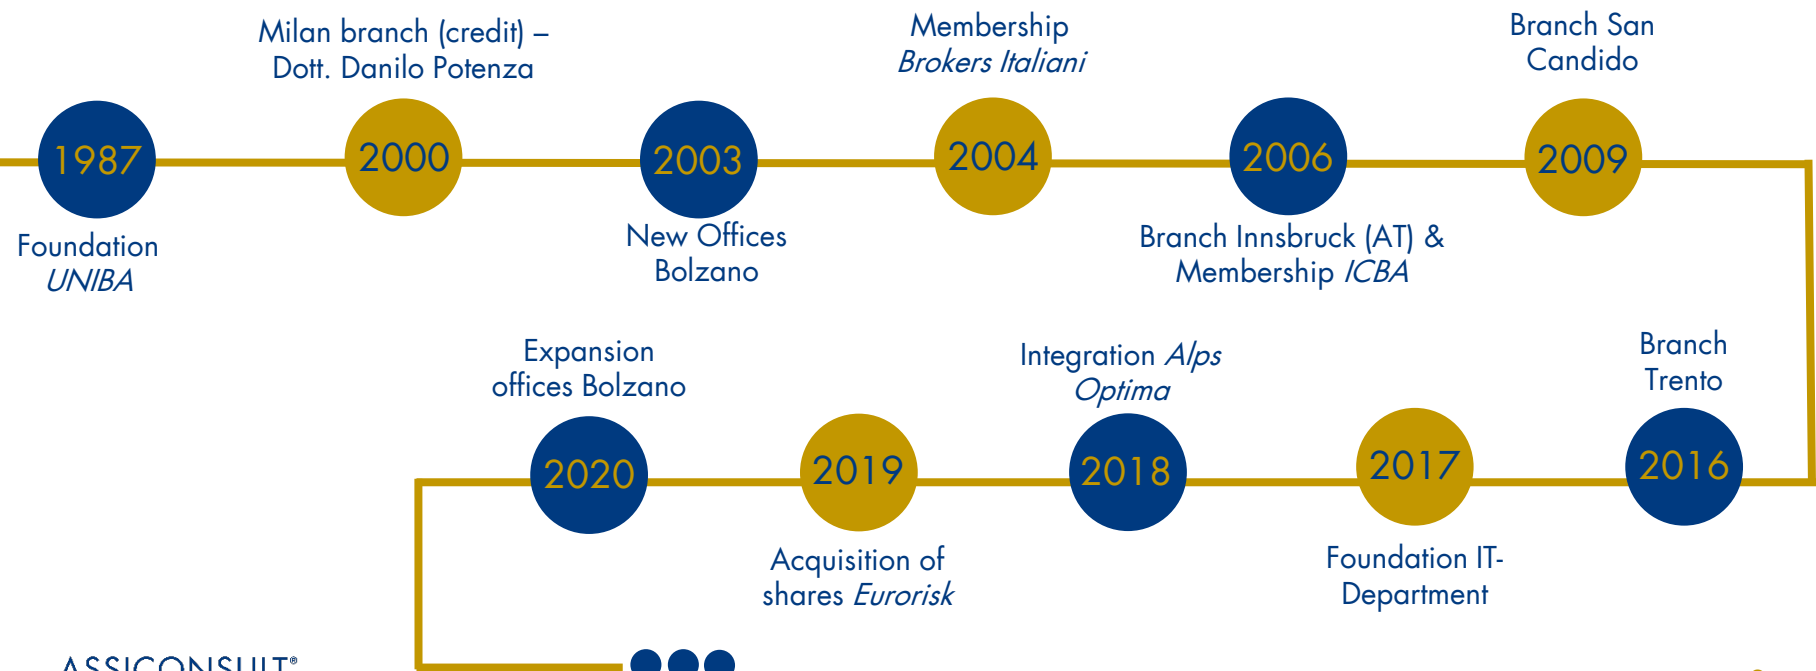 Milan branch (credit) –
Dott. Danilo Potenza
Membership
Brokers Italiani
Branch San
Candido
1987
2000
2003
2004
2006
2009
Foundation
UNIBA
New Offices
Bolzano
Branch Innsbruck (AT) &
Membership ICBA
Expansion
offices Bolzano
Integration Alps
Optima
Branch
Trento
2020
2019
2018
2017
2016
Acquisition of
shares Eurorisk
Foundation IT-
Department
ASSICONSULT®